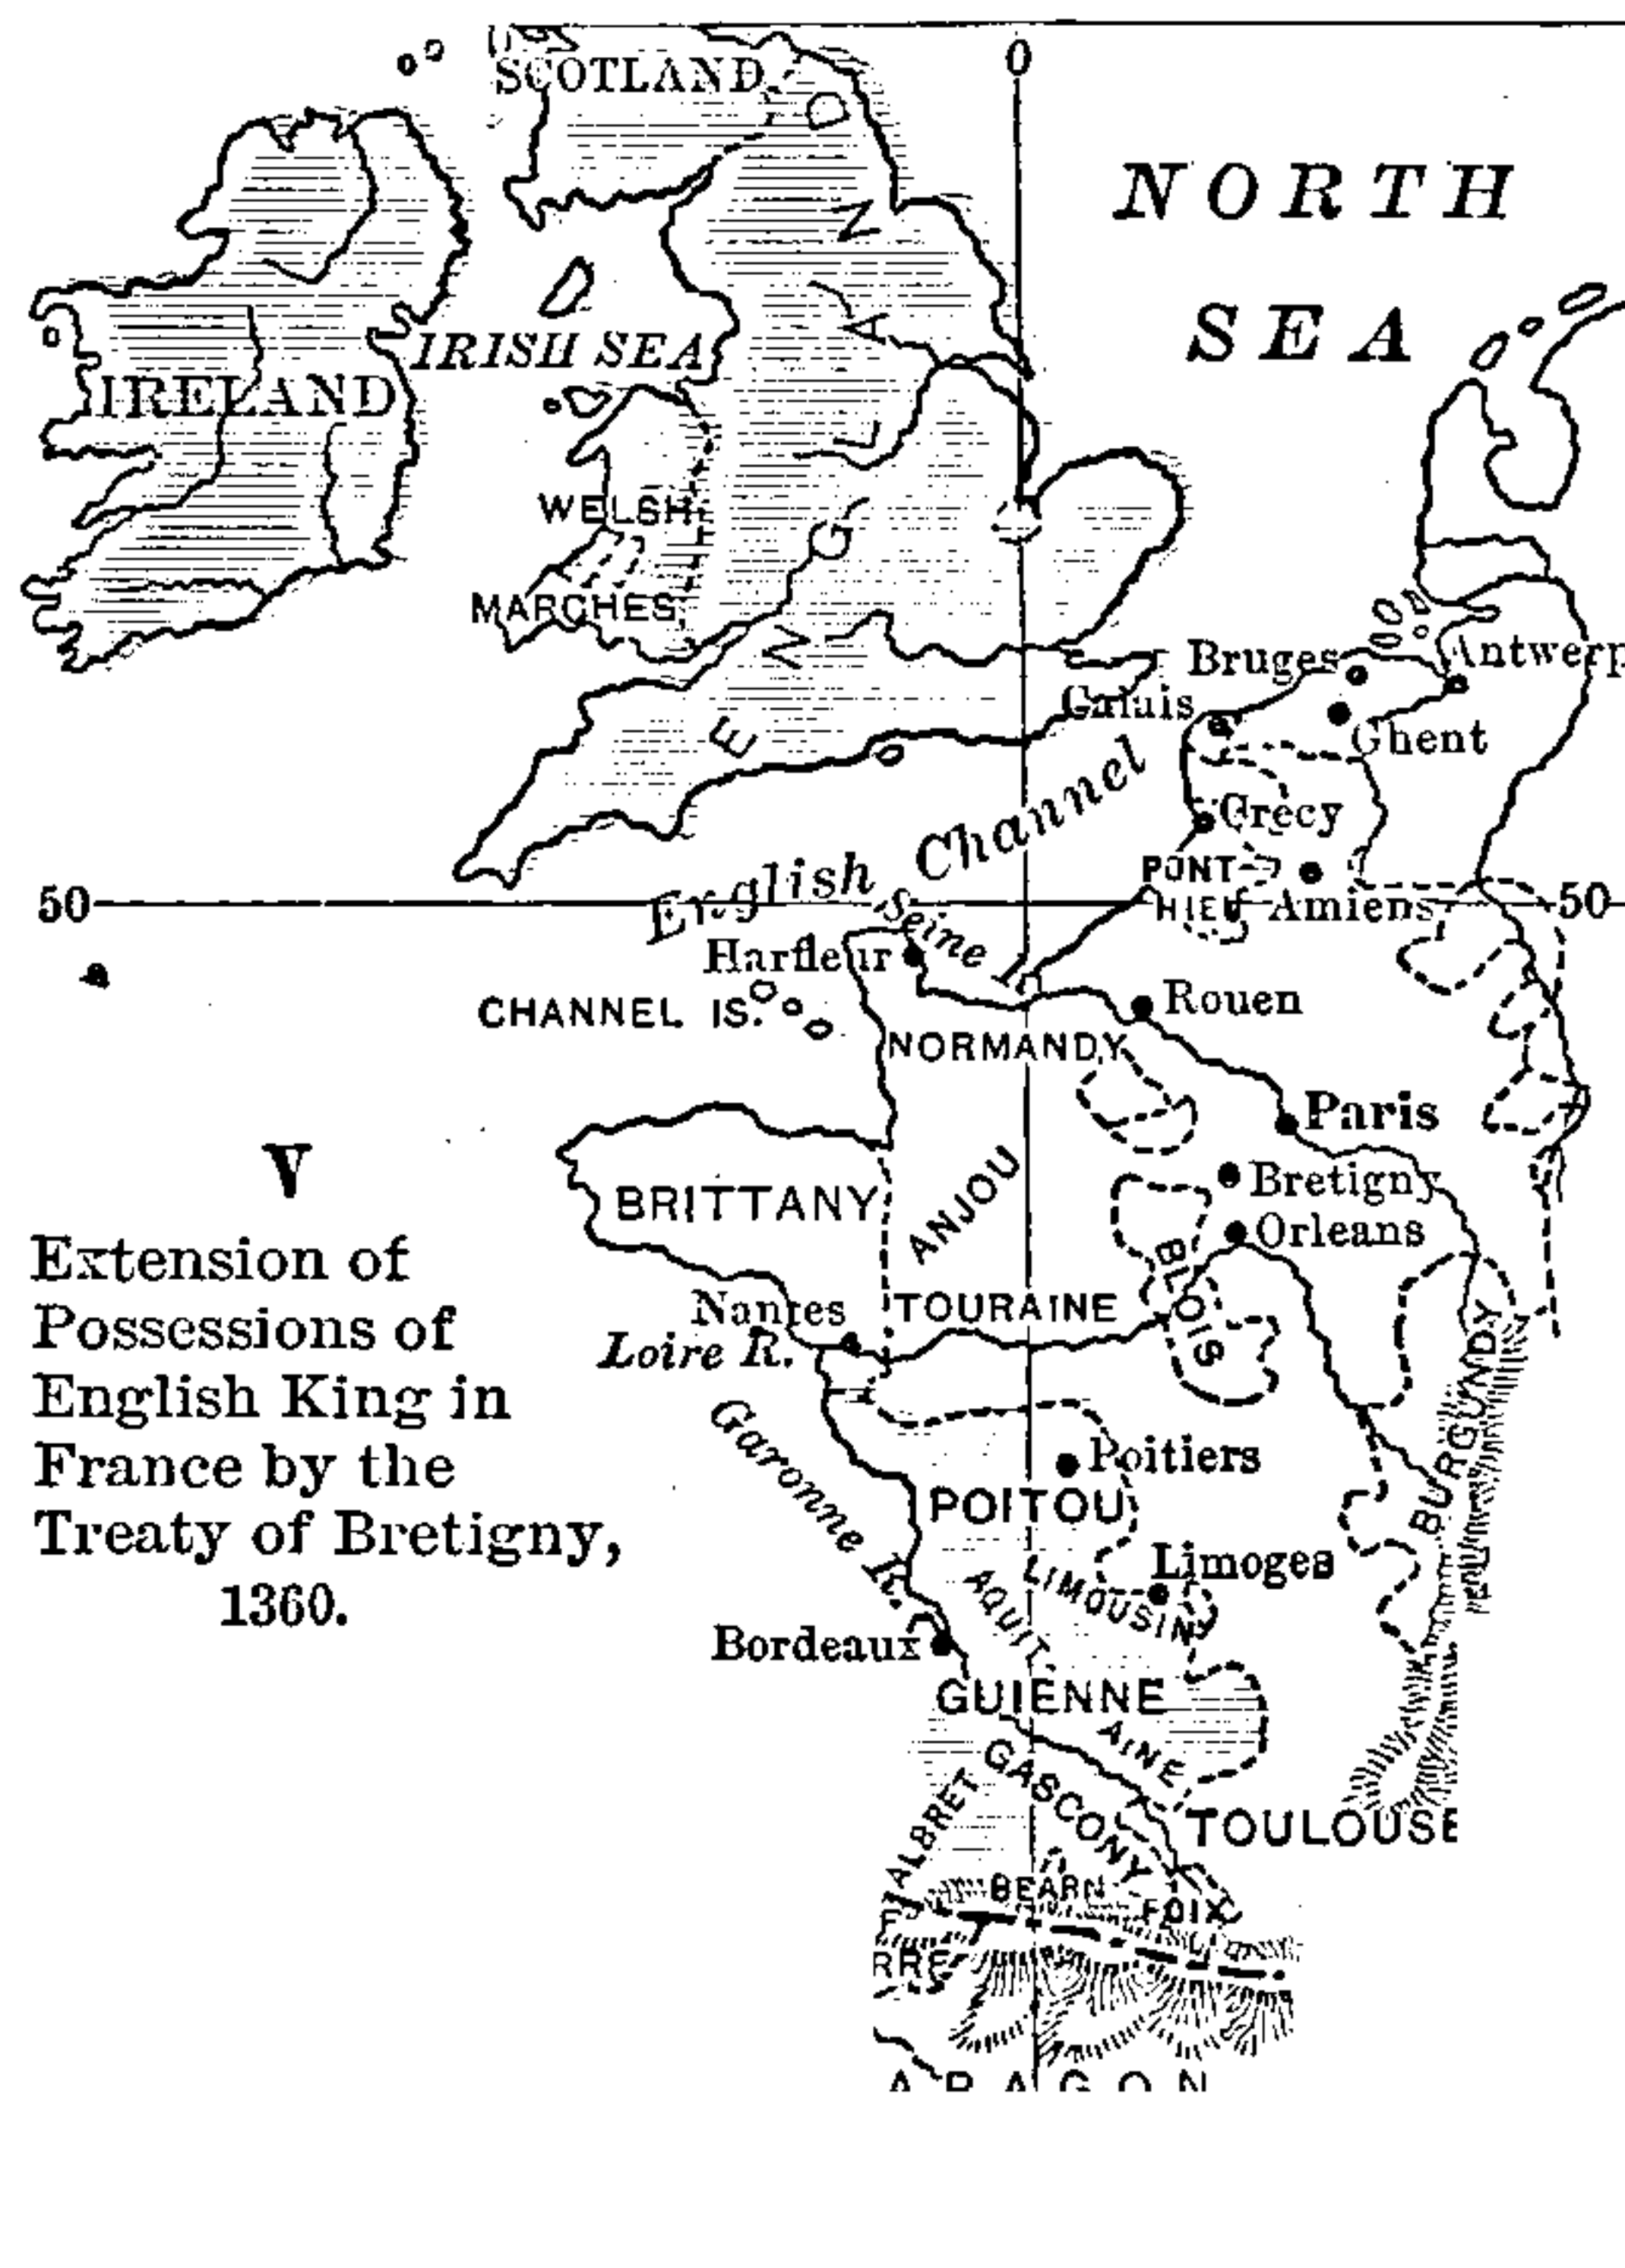 SCOTLAND
0
NORTH
SEA
IRISH SEA
IRELAND
ENGLAND
WELSH
MARCHES
Bruges
Antwerp
Calais
Ghent
English Channel
Crecy
PONT-
HIEU
Amiens
50
50
Seine R.
Harfleur
CHANNEL IS.
Rouen
NORMANDY
Paris
V
Extension of
Possessions of
English King in
France by the
Treaty of Bretigny,
1360.
BRITTANY
ANJOU
Bretigny
Orleans
BLOIS
Nantes
TOURAINE
Loire R.
BURGUNDY
Garonne R.
Poitiers
POITOU
Limoges
LIMOUSIN
AQUIT
Bordeaux
GUIENNE
AINE
GASCONY
ALBRET
TOULOUSE
BEARN
FOIX
RRE
ARAGON